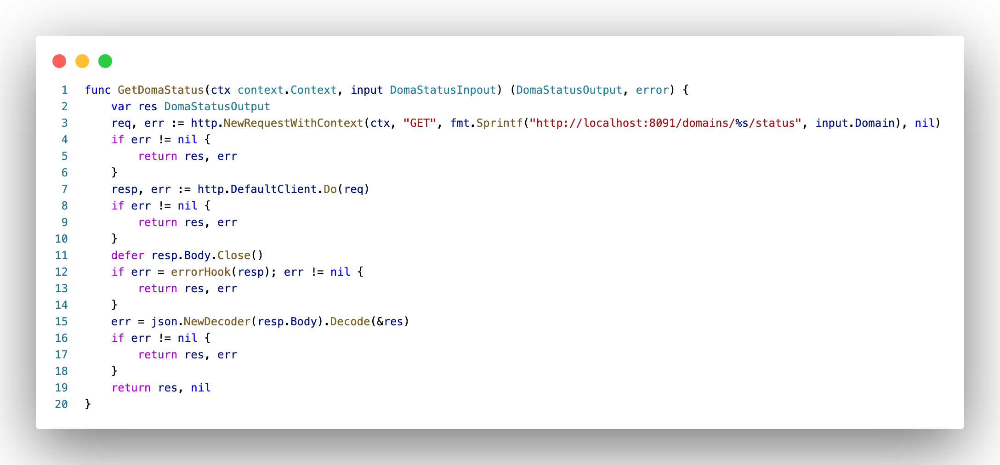 1 func GetDomaStatus(ctx context.Context, input DomaStatusInpout) (DomaStatusOutput, error) {
2     var res DomaStatusOutput
3     req, err := http.NewRequestWithContext(ctx, "GET", fmt.Sprintf("http://localhost:8091/domains/%s/status", input.Domain), nil)
4     if err != nil {
5         return res, err
6     }
7     resp, err := http.DefaultClient.Do(req)
8     if err != nil {
9         return res, err
10     }
11     defer resp.Body.Close()
12     if err = errorHook(resp); err != nil {
13         return res, err
14     }
15     err = json.NewDecoder(resp.Body).Decode(&res)
16     if err != nil {
17         return res, err
18     }
19     return res, nil
20 }